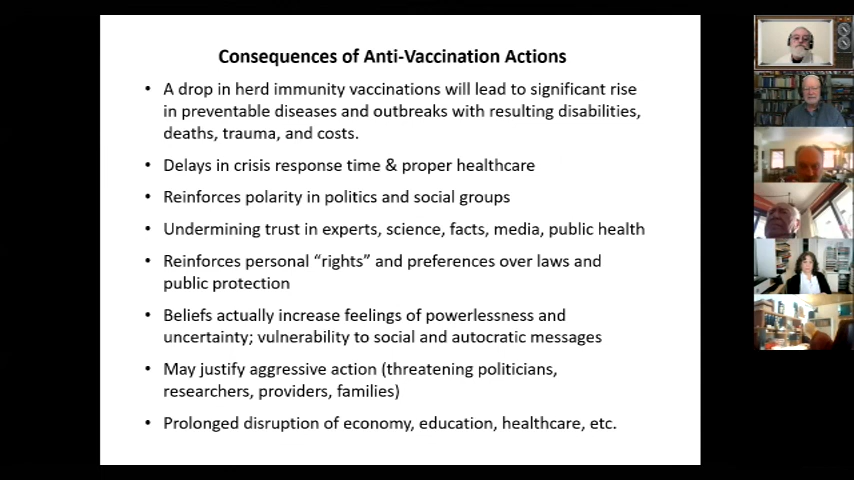 Consequences of Anti-Vaccination Actions
• A drop in herd immunity vaccinations will lead to significant rise
in preventable diseases and outbreaks with resulting disabilities,
deaths, trauma, and costs.
• Delays in crisis response time & proper healthcare
• Reinforces polarity in politics and social groups
• Undermining trust in experts, science, facts, media, public health
• Reinforces personal “rights” and preferences over laws and
public protection
• Beliefs actually increase feelings of powerlessness and
uncertainty; vulnerability to social and autocratic messages
• May justify aggressive action (threatening politicians,
researchers, providers, families)
• Prolonged disruption of economy, education, healthcare, etc.